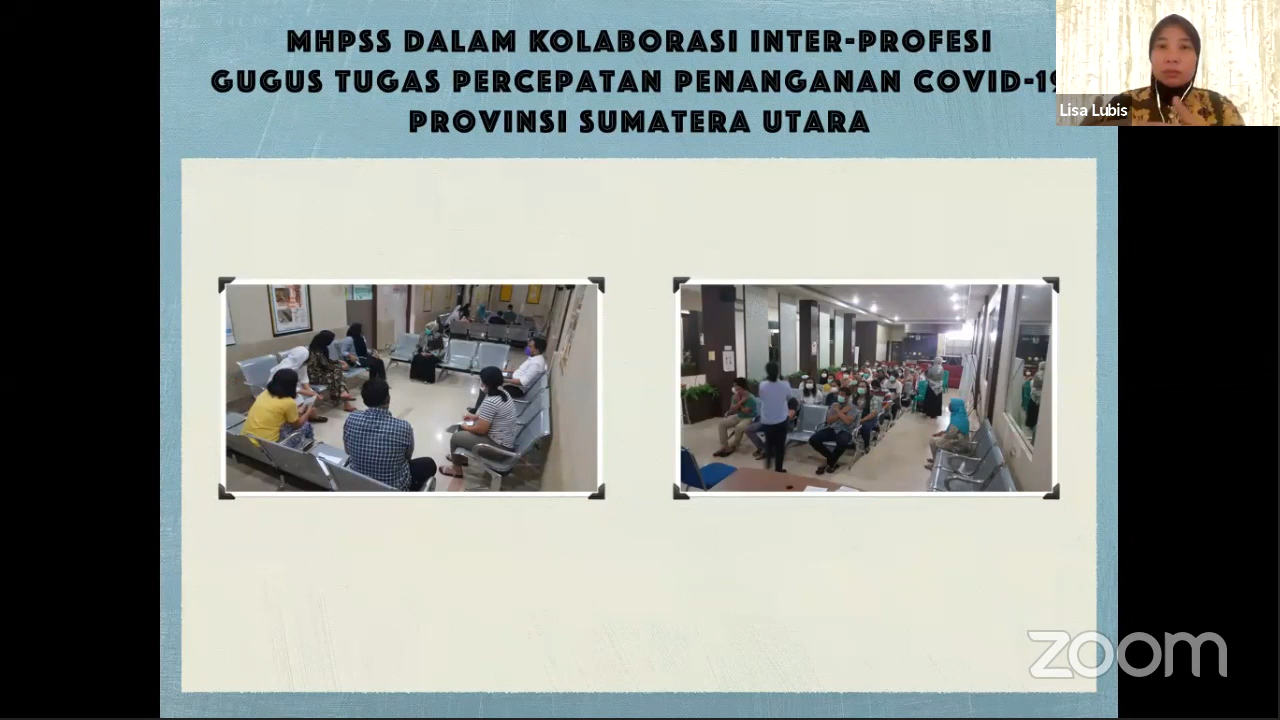 MHPSS DALAM KOLABORASI INTER-PROFESI
GUGUS TUGAS PERCEPATAN PENANGANAN COVID-19
PROVINSI SUMATERA UTARA
Lisa Lubis
zoom